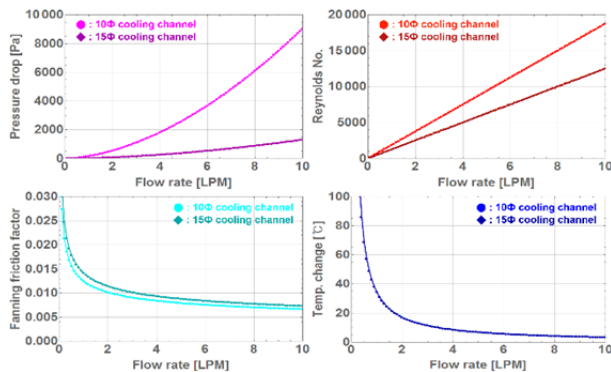 Pressure drop [Pa]
10000
8000
6000
4000
2000
0
: 10Φ cooling channel
: 15Φ cooling channel
0 2 4 6 8 10
Flow rate [LPM]
Reynolds No.
20 000
15 000
10 000
5000
0
: 10Φ cooling channel
: 15Φ cooling channel
0 2 4 6 8 10
Flow rate [LPM]
Fanning friction factor
0.030
0.025
0.020
0.015
0.010
0.005
0.000
: 10Φ cooling channel
: 15Φ cooling channel
0 2 4 6 8 10
Flow rate [LPM]
Temp. change [℃]
100
80
60
40
20
0
: 10Φ cooling channel
: 15Φ cooling channel
0 2 4 6 8 10
Flow rate [LPM]